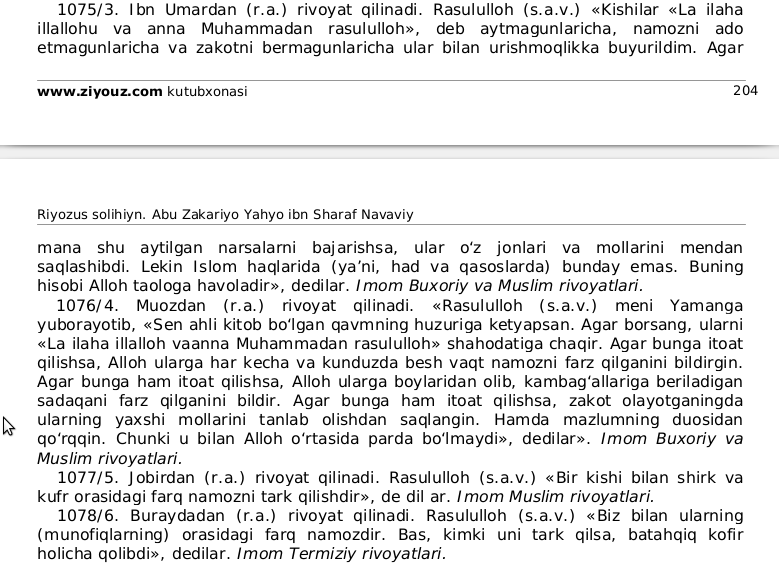 1075/3. Ibn Umardan (r.a.) rivoyat qilinadi. Rasululloh (s.a.v.) «Kishilar «La ilaha
illallohu va anna Muhammadan rasululloh», deb aytmagunlaricha, namozni ado
etmagunlaricha va zakotni bermagunlaricha ular bilan urishmoqlikka buyurildim. Agar
www.ziyouz.com kutubxonasi 204
Riyozus solihiyn. Abu Zakariyo Yahyo ibn Sharaf Navaviy
mana shu aytilgan narsalarni bajarishsa, ular o‘z jonlari va mollarini mendan
saqlashibdi. Lekin Islom haqlarida (ya’ni, had va qasoslarda) bunday emas. Buning
hisobi Alloh taologa havoladir», dedilar. Imom Buxoriy va Muslim rivoyatlari.
1076/4. Muozdan (r.a.) rivoyat qilinadi. «Rasululloh (s.a.v.) meni Yamanga
yuborayotib, «Sen ahli kitob bo‘lgan qavmning huzuriga ketyapsan. Agar borsang, ularni
«La ilaha illalloh vaanna Muhammadan rasululloh» shahodatiga chaqir. Agar bunga itoat
qilishsa, Alloh ularga har kecha va kunduzda besh vaqt namozni farz qilganini bildirgin.
Agar bunga ham itoat qilishsa, Alloh ularga boylaridan olib, kambag‘allariga beriladigan
sadaqani farz qilganini bildir. Agar bunga ham itoat qilishsa, zakot olayotganingda
ularning yaxshi mollarini tanlab olishdan saqlangin. Hamda mazlumning duosidan
qo‘rqqin. Chunki u bilan Alloh o‘rtasida parda bo‘lmaydi», dedilar». Imom Buxoriy va
Muslim rivoyatlari.
1077/5. Jobirdan (r.a.) rivoyat qilinadi. Rasululloh (s.a.v.) «Bir kishi bilan shirk va
kufr orasidagi farq namozni tark qilishdir», de dil ar. Imom Muslim rivoyatlari.
1078/6. Buraydadan (r.a.) rivoyat qilinadi. Rasululloh (s.a.v.) «Biz bilan ularning
(munofiqlarning) orasidagi farq namozdir. Bas, kimki uni tark qilsa, batahqiq kofir
holicha qolibdi», dedilar. Imom Termiziy rivoyatlari.